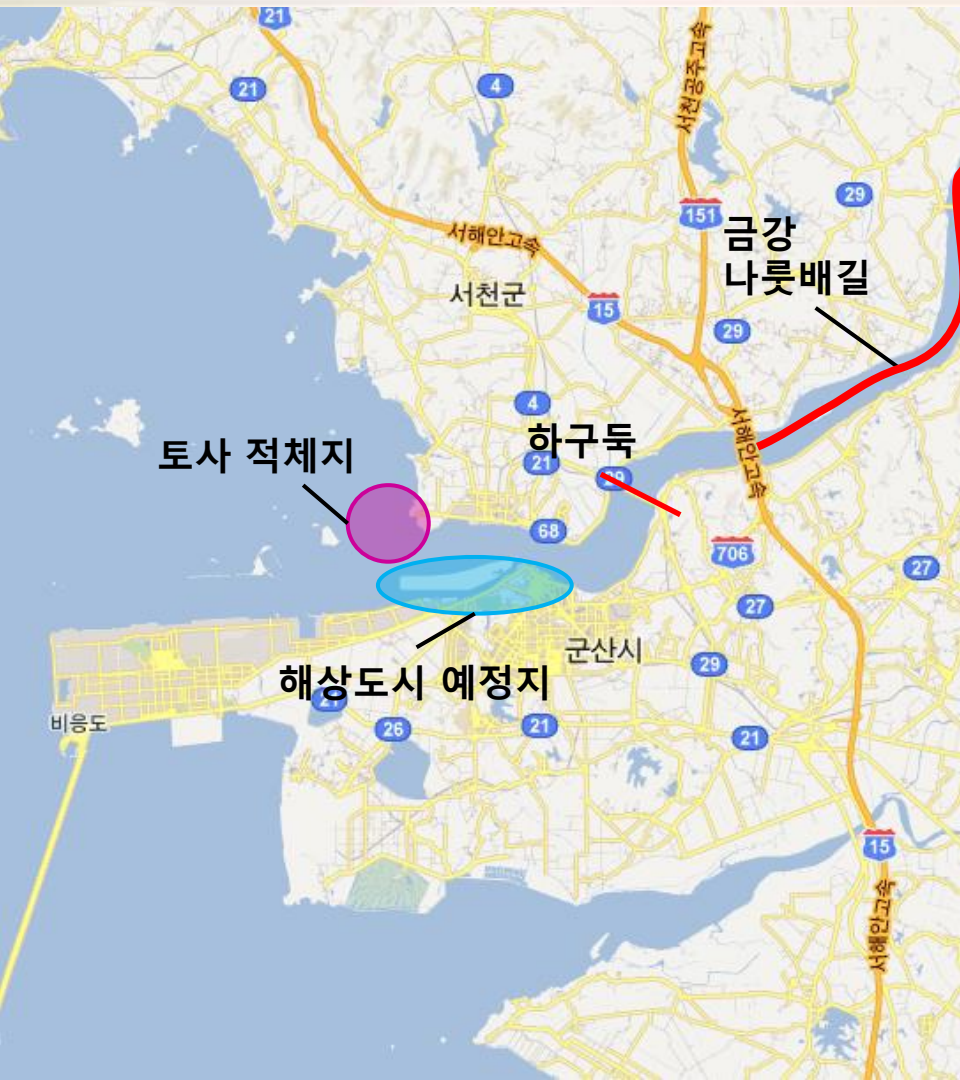 21
21
4
서천공주고속
29
151
금강
나룻배길
서해안고속
서천군
15
29
4
서해안고속
하구둑
21
29
토사 적체지
68
706
27
27
군산시
29
해상도시 예정지
21
비응도
26
21
21
15
서해안고속